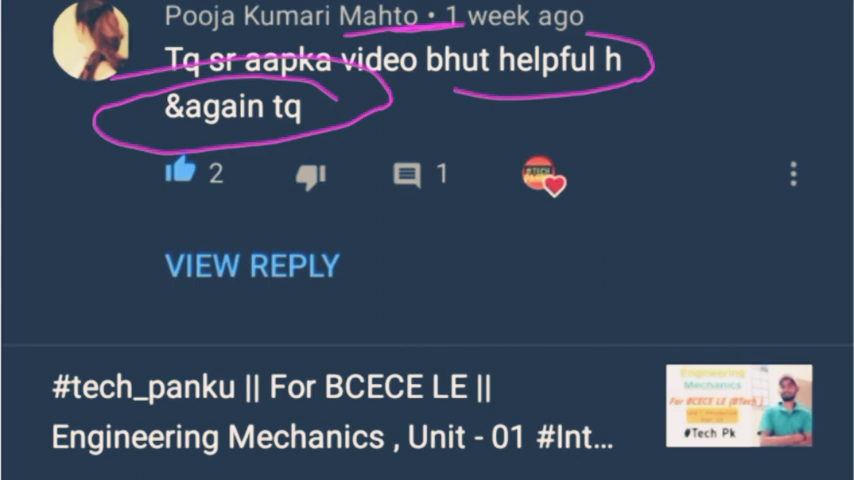 Pooja Kumari Mahto • 1 week ago
Tq sr aapka video bhut helpful h
&again tq
2
1
#TECH
VIEW REPLY
#tech_panku || For BCECE LE ||
Engineering Mechanics , Unit - 01 #Int...
Engineering
Mechanics
For BCECE LE (BTech)
#Tech Pk